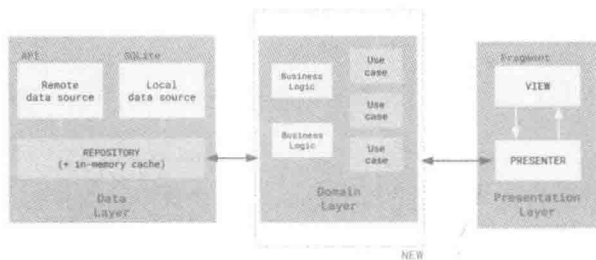 API
SQLite
Remote
data source
Local
data source
REPOSITORY
(+ in-memory cache)
Data
Layer
Business
Logic
Business
Logic
Use
case
Use
case
Use
case
Domain
Layer
NEW
Fragment
VIEW
PRESENTER
Presentation
Layer